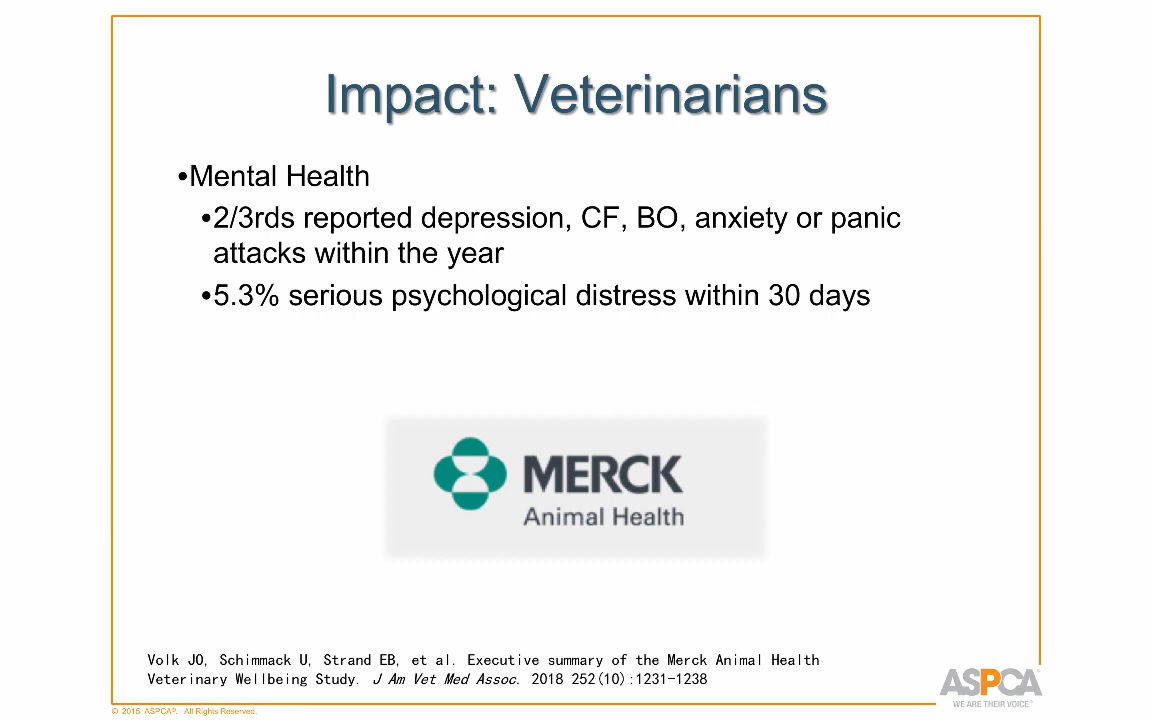 Impact: Veterinarians
•Mental Health
•2/3rds reported depression, CF, BO, anxiety or panic
attacks within the year
•5.3% serious psychological distress within 30 days
MERCK
Animal Health
Volk JO, Schimmack U, Strand EB, et al. Executive summary of the Merck Animal Health
Veterinary Wellbeing Study. J Am Vet Med Assoc. 2018 252(10):1231-1238
ASPCA®
WE ARE THEIR VOICE.®
© 2015 ASPCA®. All Rights Reserved.